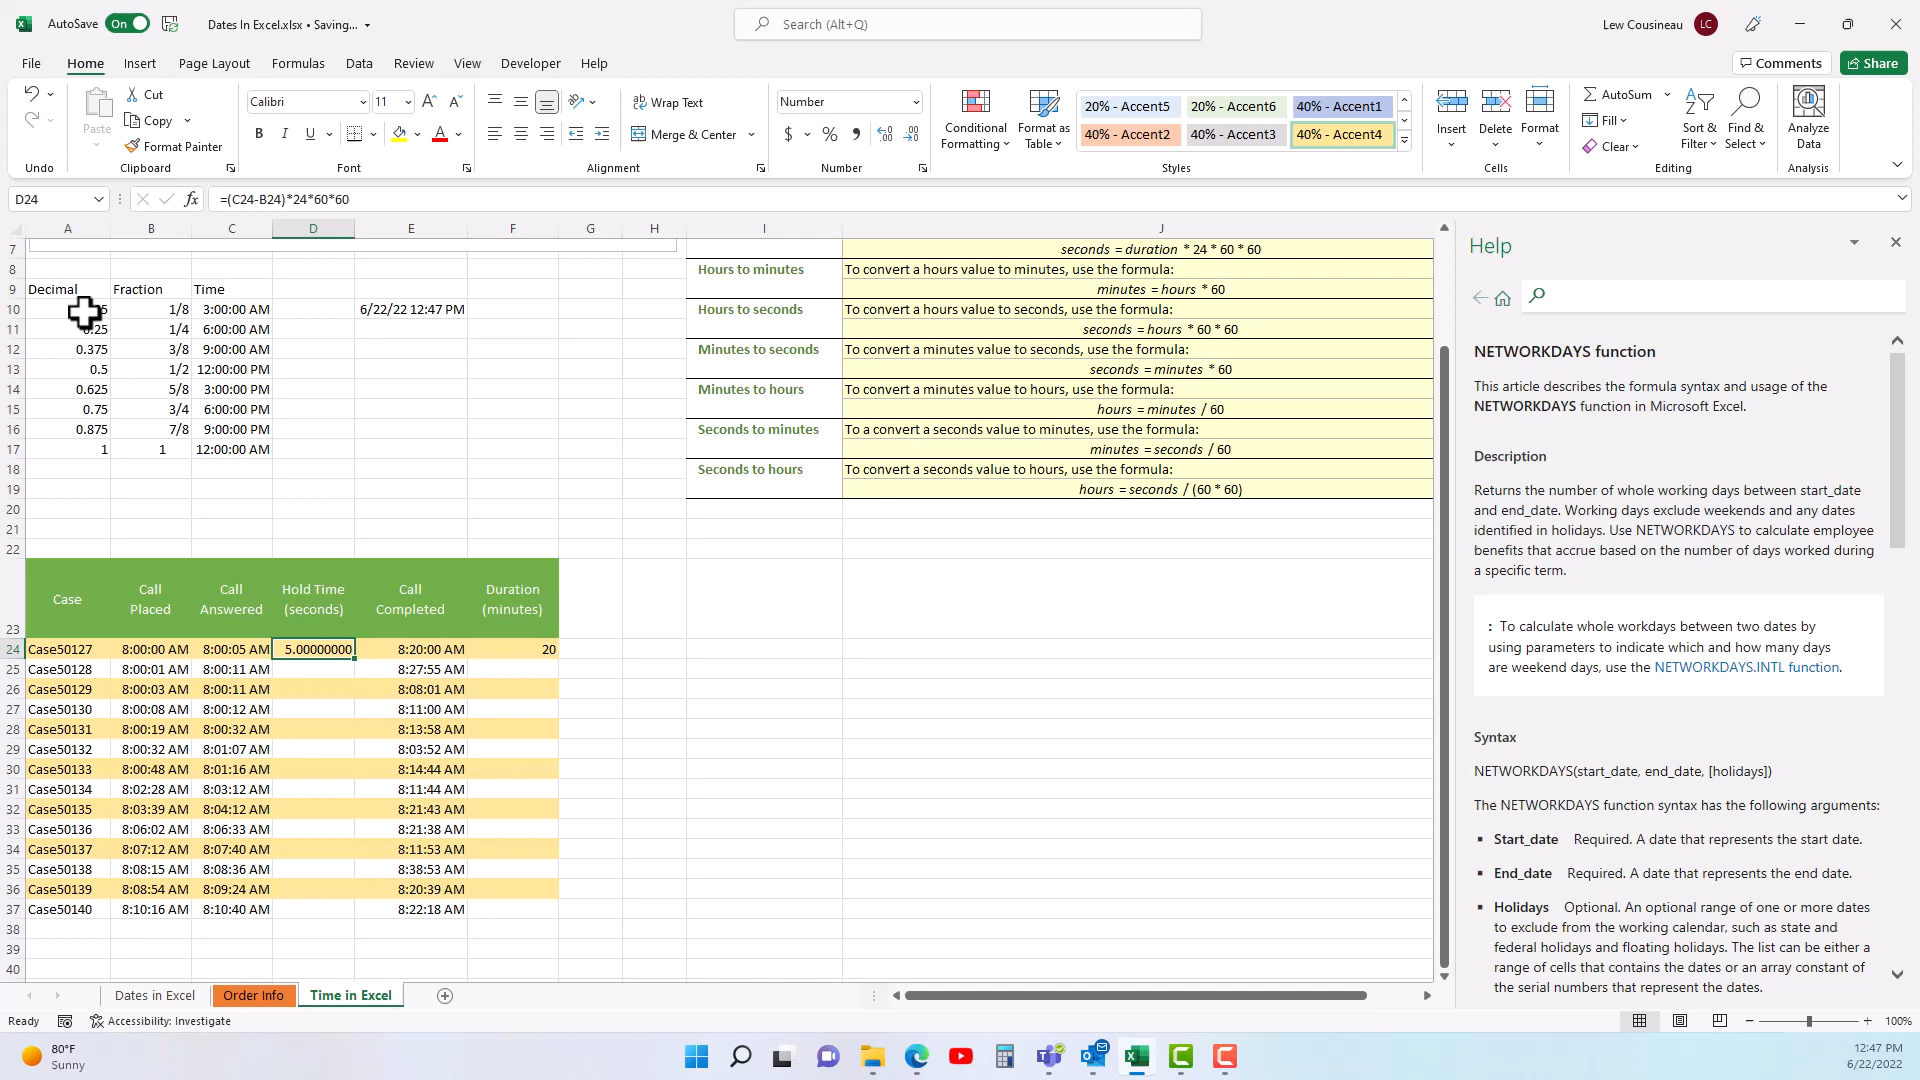 AutoSave On Dates In Excel.xlsx • Saving... Search (Alt+Q) Lew Cousineau LC
File Home Insert Page Layout Formulas Data Review View Developer Help Comments Share
Paste Cut Copy Format Painter
Calibri 11 B I U A A
Wrap Text Merge & Center
Number $ % 9
Conditional Formatting Format as Table
20% - Accent5 20% - Accent6 40% - Accent1
40% - Accent2 40% - Accent3 40% - Accent4
Insert Delete Format
AutoSum Fill Clear Sort & Filter Find & Select Analyze Data
Undo Clipboard Font Alignment Number Styles Cells Editing Analysis
D24 fx =(C24-B24)*24*60*60
A B C D E F G H I J
7 seconds = duration * 24 * 60 * 60
8 Hours to minutes To convert a hours value to minutes, use the formula:
9 Decimal Fraction Time minutes = hours * 60
10 5 1/8 3:00:00 AM 6/22/22 12:47 PM Hours to seconds To convert a hours value to seconds, use the formula:
11 0.25 1/4 6:00:00 AM seconds = hours * 60 * 60
12 0.375 3/8 9:00:00 AM Minutes to seconds To convert a minutes value to seconds, use the formula:
13 0.5 1/2 12:00:00 PM seconds = minutes * 60
14 0.625 5/8 3:00:00 PM Minutes to hours To convert a minutes value to hours, use the formula:
15 0.75 3/4 6:00:00 PM hours = minutes / 60
16 0.875 7/8 9:00:00 PM Seconds to minutes To a convert a seconds value to minutes, use the formula:
17 1 1 12:00:00 AM minutes = seconds / 60
18 Seconds to hours To convert a seconds value to hours, use the formula:
19 hours = seconds / (60 * 60)
20
21
22
23 Case Call Placed Call Answered Hold Time (seconds) Call Completed Duration (minutes)
24 Case50127 8:00:00 AM 8:00:05 AM 5.00000000 8:20:00 AM 20
25 Case50128 8:00:01 AM 8:00:11 AM 8:27:55 AM
26 Case50129 8:00:03 AM 8:00:11 AM 8:08:01 AM
27 Case50130 8:00:08 AM 8:00:12 AM 8:11:00 AM
28 Case50131 8:00:19 AM 8:00:32 AM 8:13:58 AM
29 Case50132 8:00:32 AM 8:01:07 AM 8:03:52 AM
30 Case50133 8:00:48 AM 8:01:16 AM 8:14:44 AM
31 Case50134 8:02:28 AM 8:03:12 AM 8:11:44 AM
32 Case50135 8:03:39 AM 8:04:12 AM 8:21:43 AM
33 Case50136 8:06:02 AM 8:06:33 AM 8:21:38 AM
34 Case50137 8:07:12 AM 8:07:40 AM 8:11:53 AM
35 Case50138 8:08:15 AM 8:08:36 AM 8:38:53 AM
36 Case50139 8:08:54 AM 8:09:24 AM 8:20:39 AM
37 Case50140 8:10:16 AM 8:10:40 AM 8:22:18 AM
38
39
40
Help
NETWORKDAYS function
This article describes the formula syntax and usage of the
NETWORKDAYS function in Microsoft Excel.
Description
Returns the number of whole working days between start_date
and end_date. Working days exclude weekends and any dates
identified in holidays. Use NETWORKDAYS to calculate employee
benefits that accrue based on the number of days worked during
a specific term.
: To calculate whole workdays between two dates by
using parameters to indicate which and how many days
are weekend days, use the NETWORKDAYS.INTL function.
Syntax
NETWORKDAYS(start_date, end_date, [holidays])
The NETWORKDAYS function syntax has the following arguments:
▪ Start_date Required. A date that represents the start date.
▪ End_date Required. A date that represents the end date.
▪ Holidays Optional. An optional range of one or more dates
to exclude from the working calendar, such as state and
federal holidays and floating holidays. The list can be either a
range of cells that contains the dates or an array constant of
the serial numbers that represent the dates.
Dates in Excel Order Info Time in Excel
Ready Accessibility: Investigate 100%
80°F
Sunny
12:47 PM
6/22/2022